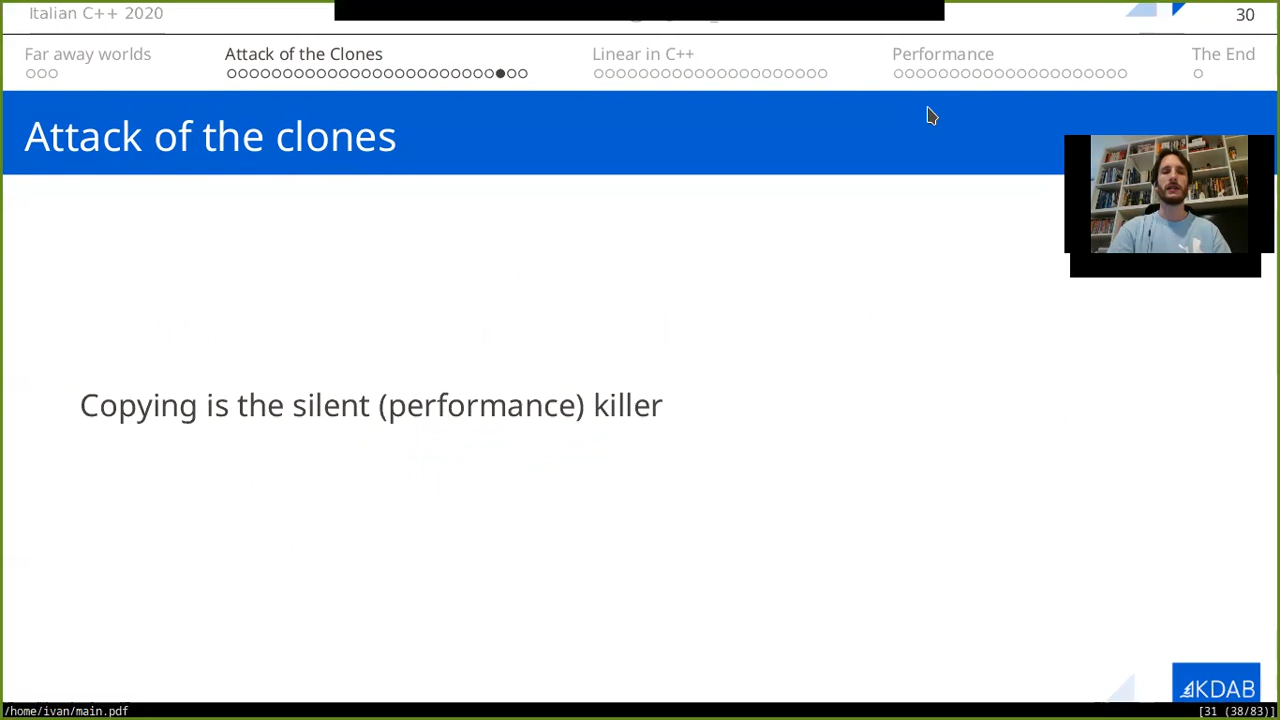 Italian C++ 2020
30
Far away worlds
Attack of the Clones
Linear in C++
Performance
The End
Attack of the clones
Copying is the silent (performance) killer
KDAB
/home/ivan/main.pdf
[31 (38/83)]